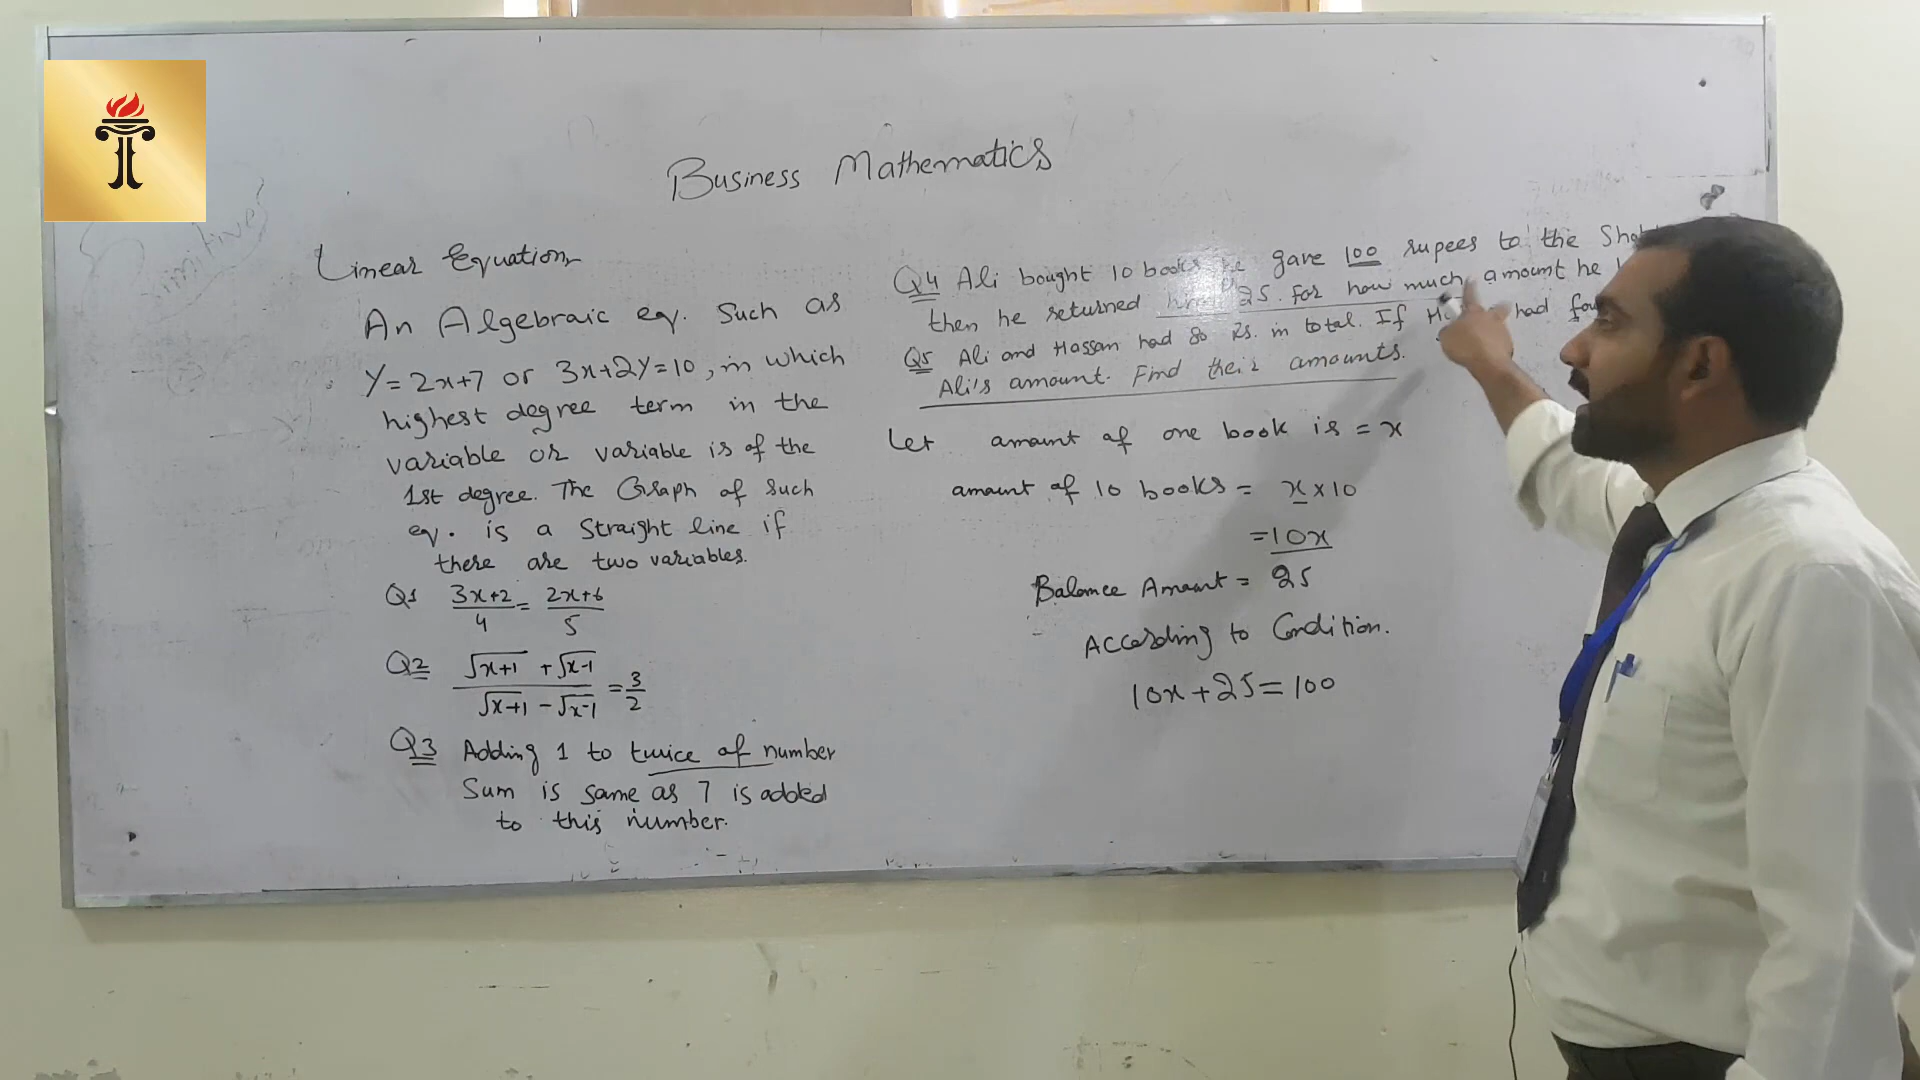 Business Mathematics
Linear Equation
An Algebraic eq. Such as
Y=2x+7 or 3x+2Y=10, in which
highest degree term in the
variable or variable is of the
1st degree. The Graph of such
eq. is a straight line if
there are two variables.
Q1 3x+2/4 = 2x+6/5
Q2 √x+1 + √x-1 / √x+1 - √x-1 = 3/2
Q3 Adding 1 to twice of number
Sum is same as 7 is added
to this number.
Q4 Ali bought 10 books he gave 100 rupees to the
then he returned him 25. For how much amount he
Q5 Ali and Hassan had 80 Rs. in total. If had
Ali's amount. Find their amounts.
Let amount of one book is = x
amount of 10 books = x×10
=10x
Balance Amount = 25
According to Condition.
10x+25=100